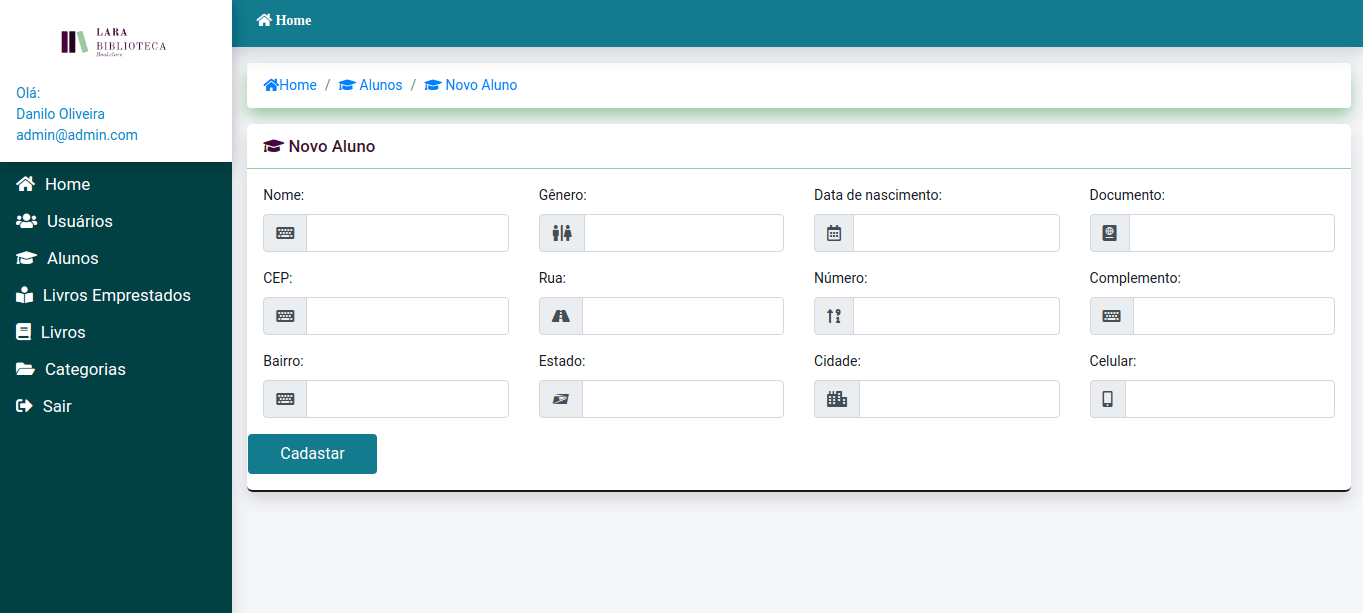 LARA
BIBLIOTECA
Bookstore
Olá:
Danilo Oliveira
admin@admin.com
Home
Usuários
Alunos
Livros Emprestados
Livros
Categorias
Sair
Home
Home / Alunos / Novo Aluno
Novo Aluno
Nome: Gênero: Data de nascimento: Documento:
CEP: Rua: Número: Complemento:
Bairro: Estado: Cidade: Celular:
Cadastar